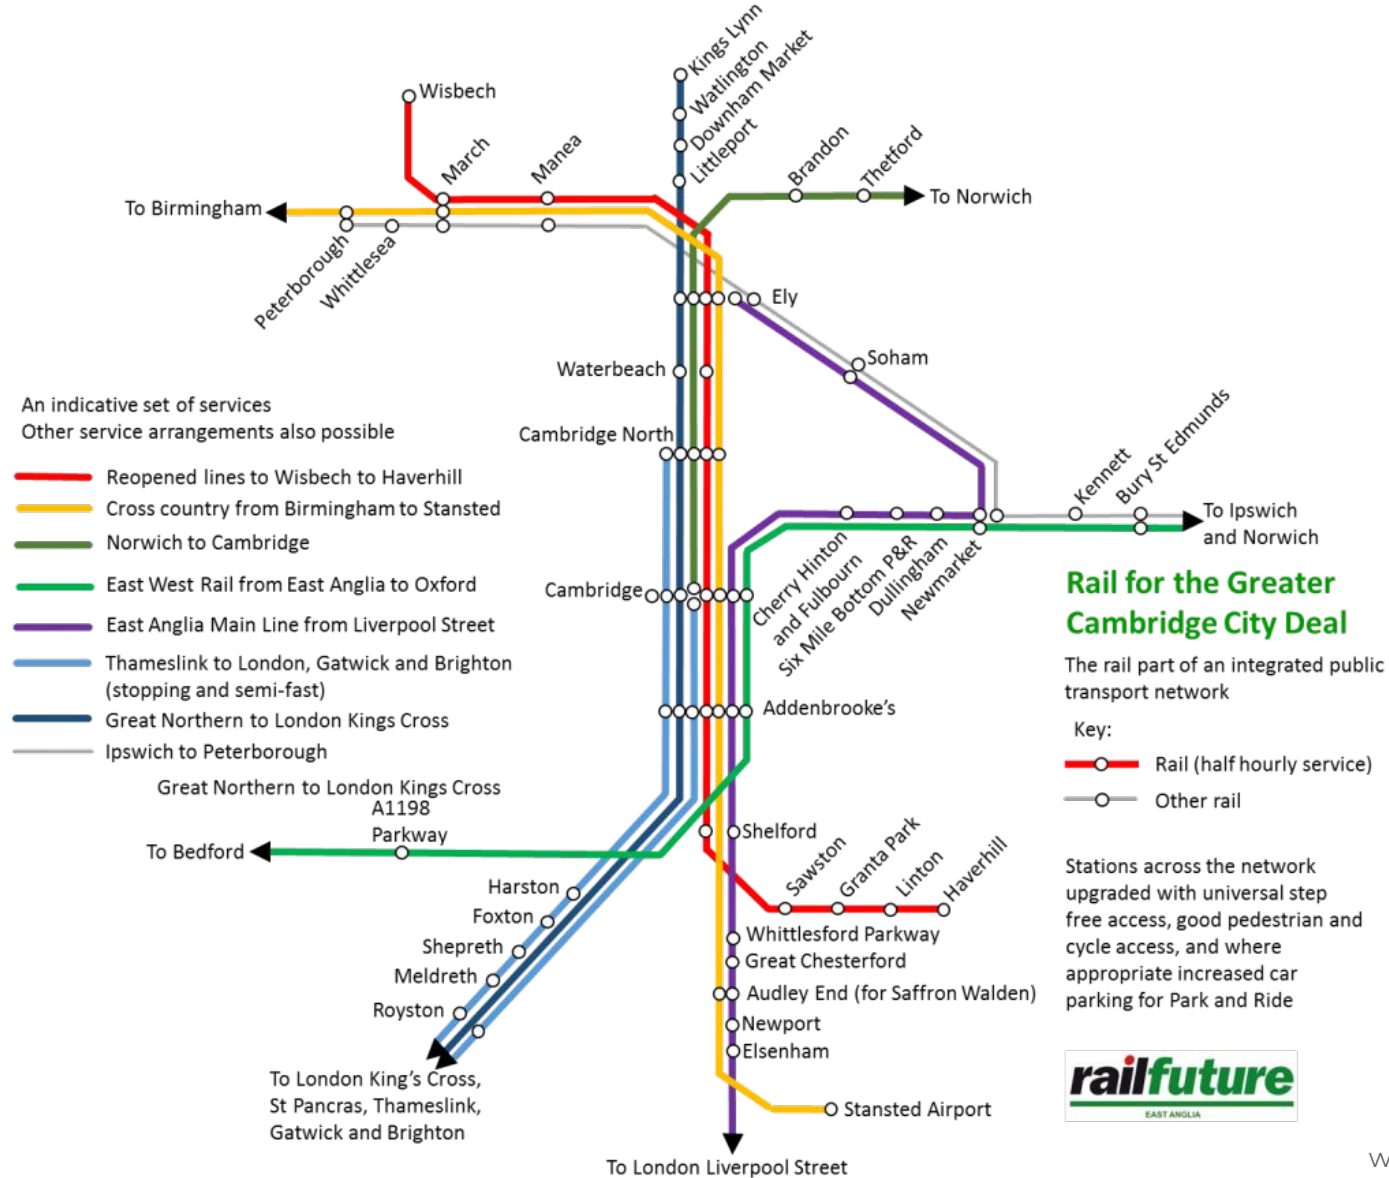 Kings Lynn
Watlington
Downham Market
Littleport
Wisbech
March
Manea
Brandon
Thetford
To Birmingham
To Norwich
Peterborough
Whittlesea
Ely
Soham
Waterbeach
Cambridge North
Kennett
Bury St Edmunds
To Ipswich
and Norwich
An indicative set of services
Other service arrangements also possible
Reopened lines to Wisbech to Haverhill
Cross country from Birmingham to Stansted
Norwich to Cambridge
East West Rail from East Anglia to Oxford
East Anglia Main Line from Liverpool Street
Thameslink to London, Gatwick and Brighton
(stopping and semi-fast)
Great Northern to London Kings Cross
Ipswich to Peterborough
Cambridge
Cherry Hinton
and Fulbourn
Six Mile Bottom P&R
Dullingham
Newmarket
Rail for the Greater
Cambridge City Deal
The rail part of an integrated public
transport network
Key:
Rail (half hourly service)
Other rail
Addenbrooke's
Great Northern to London Kings Cross
A1198
Parkway
To Bedford
Shelford
Sawston
Granta Park
Linton
Haverhill
Harston
Foxton
Shepreth
Meldreth
Royston
Whittlesford Parkway
Great Chesterford
Audley End (for Saffron Walden)
Newport
Elsenham
Stansted Airport
Stations across the network
upgraded with universal step
free access, good pedestrian and
cycle access, and where
appropriate increased car
parking for Park and Ride
To London King's Cross,
St Pancras, Thameslink,
Gatwick and Brighton
To London Liverpool Street
railfuture
EAST ANGLIA
W